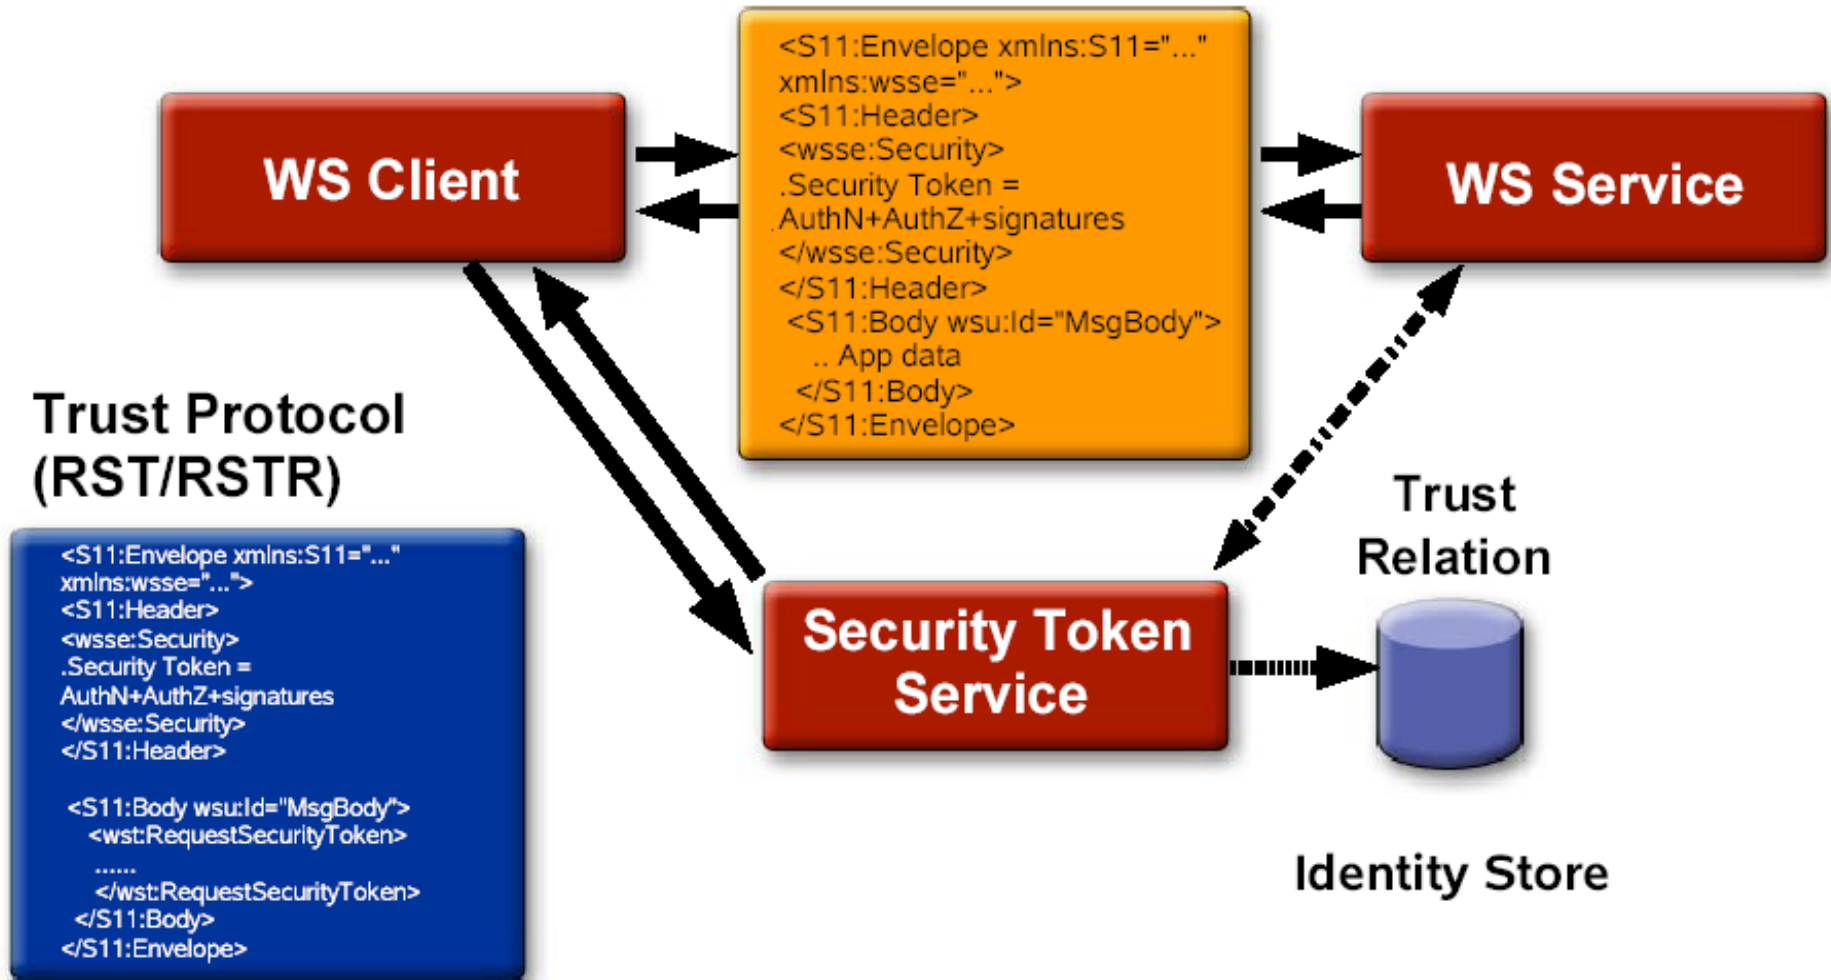 <S11:Envelope xmlns:S11="..."
xmlns:wsse="...">
<S11:Header>
<wsse:Security>
.Security Token =
AuthN+AuthZ+signatures
</wsse:Security>
</S11:Header>
<S11:Body wsu:Id="MsgBody">
.. App data
</S11:Body>
</S11:Envelope>
WS Client
WS Service
Trust Protocol
(RST/RSTR)
<S11:Envelope xmlns:S11="..."
xmlns:wsse="...">
<S11:Header>
<wsse:Security>
.Security Token =
AuthN+AuthZ+signatures
</wsse:Security>
</S11:Header>
<S11:Body wsu:Id="MsgBody">
<wst:RequestSecurityToken>
......
</wst:RequestSecurityToken>
</S11:Body>
</S11:Envelope>
Security Token
Service
Trust
Relation
Identity Store